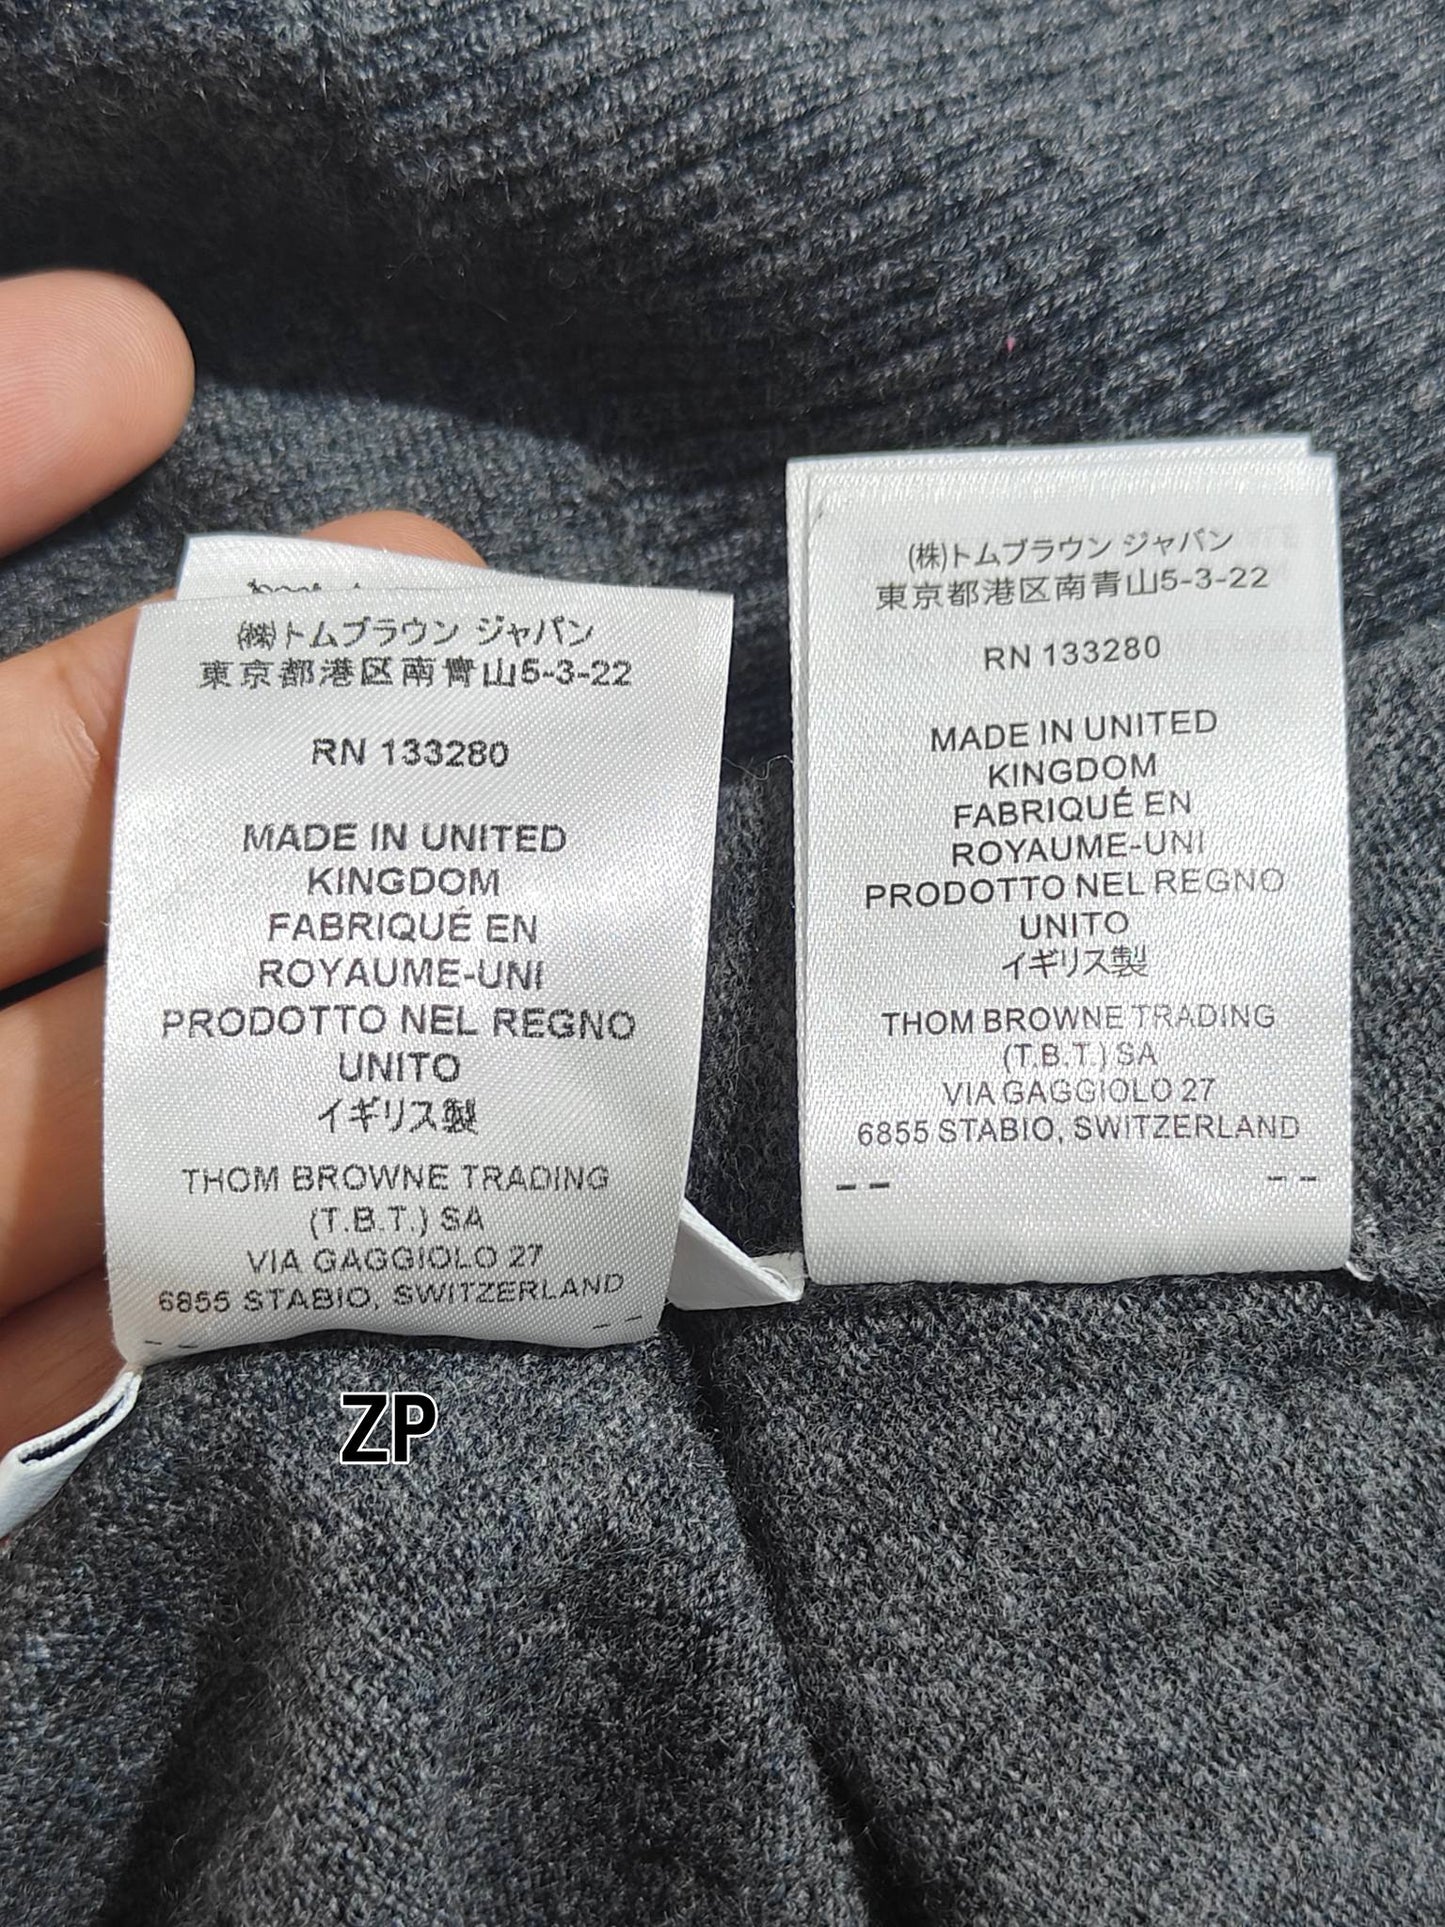 (株)トムブラウン ジャパン
東京都港区南青山5-3-22
RN 133280
MADE IN UNITED
KINGDOM
FABRIQUÉ EN
ROYAUME-UNI
PRODOTTO NEL REGNO
UNITO
イギリス製
THOM BROWNE TRADING
(T.B.T.) SA
VIA GAGGIOLO 27
6855 STABIO, SWITZERLAND
-- --
ZP
(株)トムブラウン ジャパン
東京都港区南青山5-3-22
RN 133280
MADE IN UNITED
KINGDOM
FABRIQUÉ EN
ROYAUME-UNI
PRODOTTO NEL REGNO
UNITO
イギリス製
THOM BROWNE TRADING
(T.B.T.) SA
VIA GAGGIOLO 27
6855 STABIO, SWITZERLAND
-- --